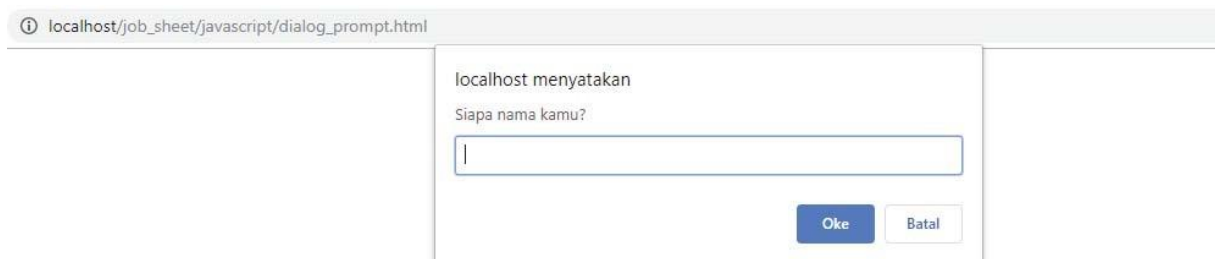 localhost/job_sheet/javascript/dialog_prompt.html
localhost menyatakan
Siapa nama kamu?
Oke Batal